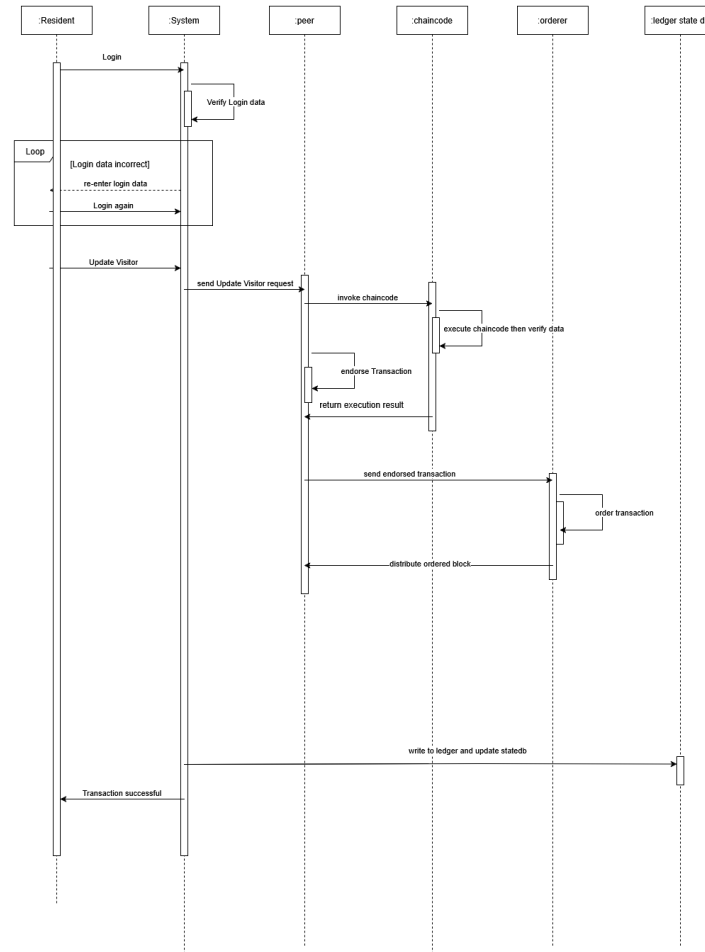 :Resident
:System
:peer
:chaincode
:orderer
:ledger state d
Login
Verify Login data
Loop
[Login data incorrect]
re-enter login data
Login again
Update Visitor
send Update Visitor request
invoke chaincode
execute chaincode then verify data
endorse Transaction
return execution result
send endorsed transaction
order transaction
distribute ordered block
write to ledger and update statedb
Transaction successful